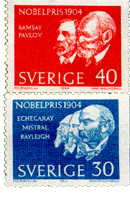 NOBELPRIS 1904
RAMSAY
PAVLOV
SVERIGE 40
NOBELPRIS 1904
ECHEGARAY
MISTRAL
RAYLEIGH
SVERIGE 30